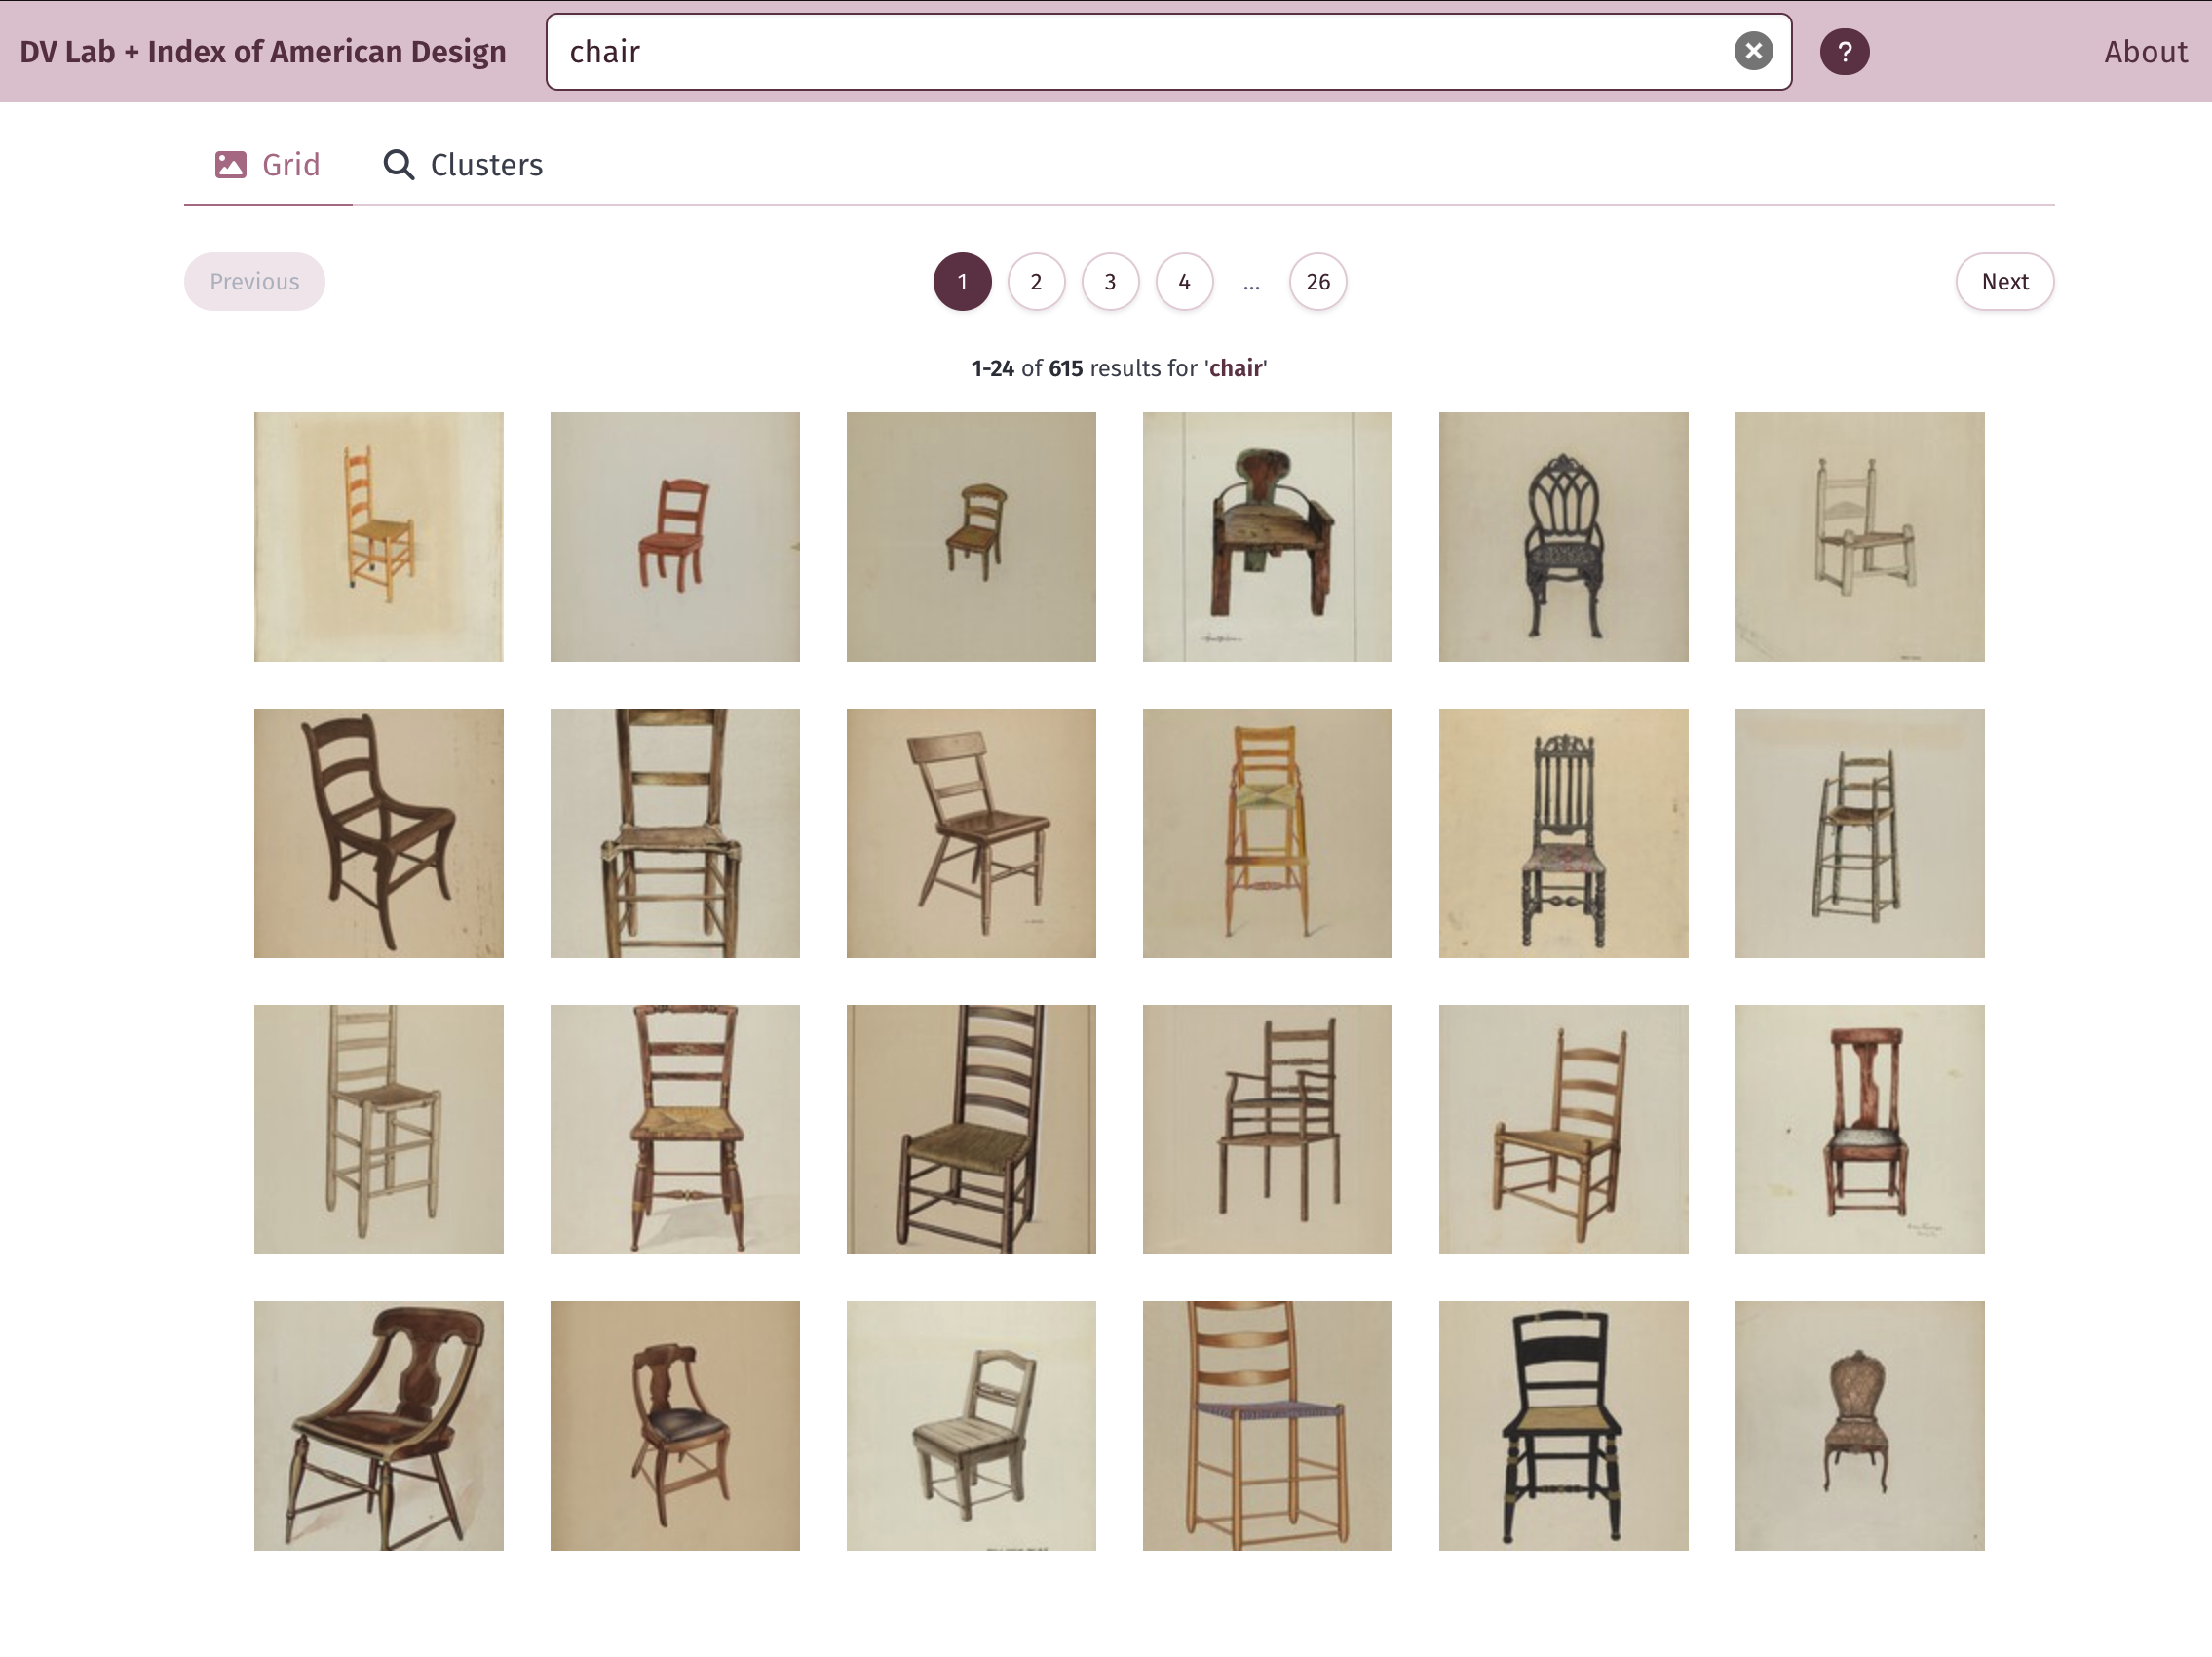 DV Lab + Index of American Design
chair
?
About
Grid
Clusters
Previous
1
2
3
4
...
26
Next
1-24 of 615 results for 'chair'